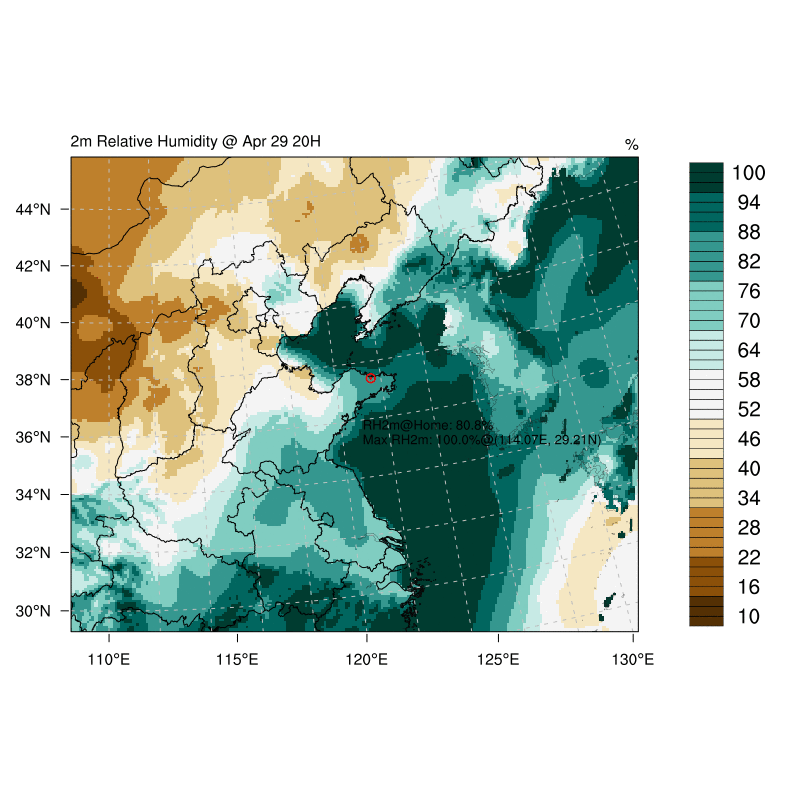 2m Relative Humidity @ Apr 29 20H
%
100
94
88
82
76
70
64
58
52
46
40
34
28
22
16
10
44°N
42°N
40°N
38°N
36°N
34°N
32°N
30°N
RH2m@Home: 80.8%
Max RH2m: 100.0%@(114.07E, 29.21N)
110°E
115°E
120°E
125°E
130°E